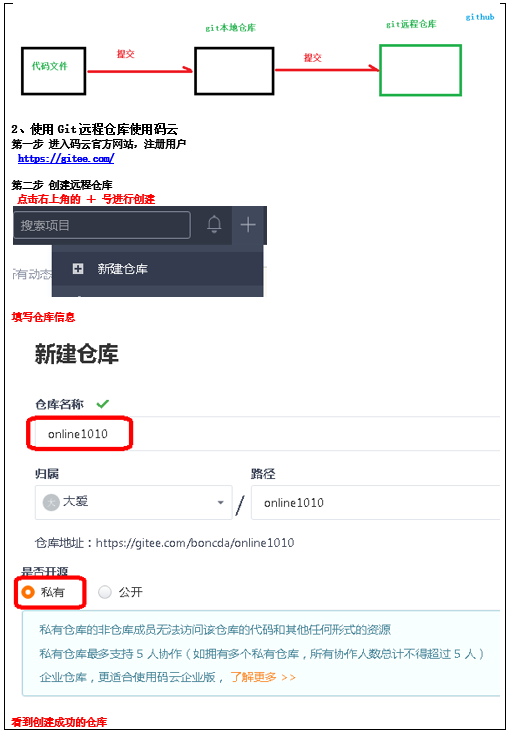 git本地仓库
git远程仓库
github
代码文件
提交
提交
2、使用 Git 远程仓库使用码云
第一步 进入码云官方网站，注册用户
https://gitee.com/
第二步 创建远程仓库
点击右上角的 ＋ 号进行创建
搜索项目
新建仓库
有动态
填写仓库信息
新建仓库
仓库名称
online1010
归属
路径
大 大爱
/
online1010
仓库地址：https://gitee.com/boncda/online1010
是否开源
私有
公开
私有仓库的非仓库成员无法访问该仓库的代码和其他任何形式的资源
私有仓库最多支持 5 人协作（如拥有多个私有仓库，所有协作人数总计不得超过 5 人）
企业仓库，更适合使用码云企业版，了解更多 >>
看到创建成功的仓库